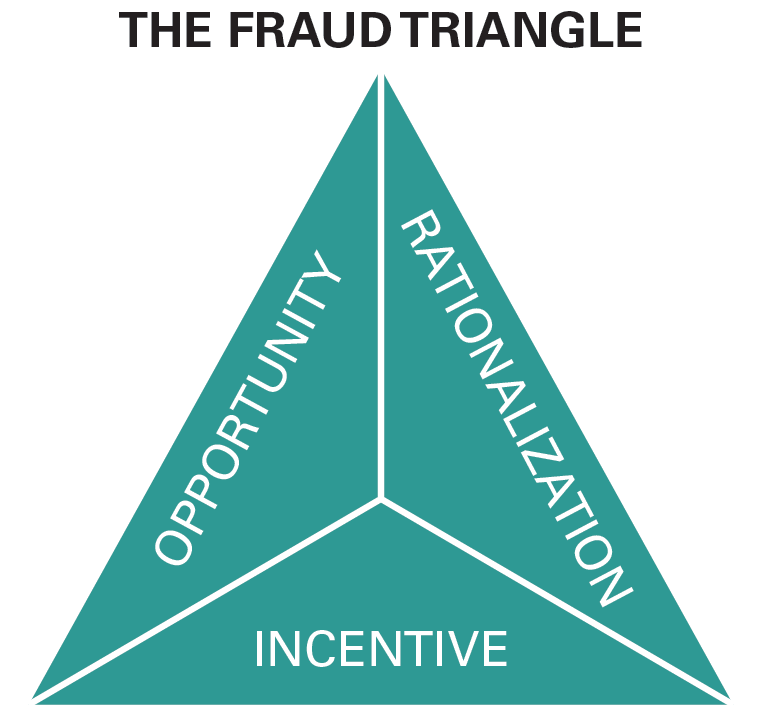 THE FRAUD TRIANGLE
OPPORTUNITY
RATIONALIZATION
INCENTIVE